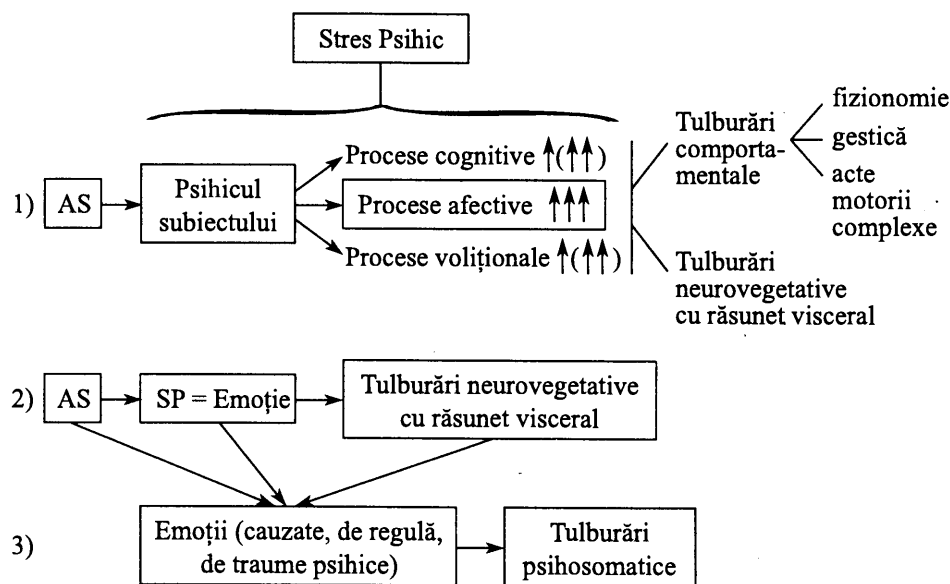 Stres Psihic
1) AS
Psihicul
subiectului
Procese cognitive ↑(↑↑)
Procese afective ↑↑↑
Procese voliționale ↑(↑↑)
Tulburări
comporta-
mentale
fizionomie
gestică
acte
motorii
complexe
Tulburări
neurovegetative
cu răsunet visceral
2) AS
SP = Emoție
Tulburări neurovegetative
cu răsunet visceral
3)
Emoții (cauzate, de regulă,
de traume psihice)
Tulburări
psihosomatice